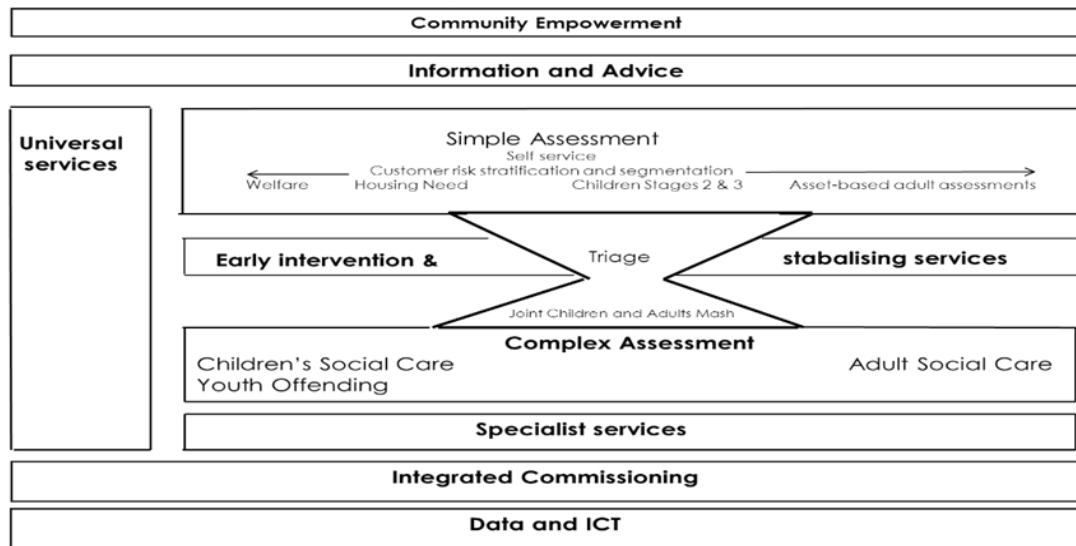 Community Empowerment
Information and Advice
Universal
services
Simple Assessment
Self service
Customer risk stratification and segmentation
Welfare Housing Need Children Stages 2 & 3 Asset-based adult assessments
Early intervention & Triage stabalising services
Joint Children and Adults Mash
Complex Assessment
Children's Social Care Adult Social Care
Youth Offending
Specialist services
Integrated Commissioning
Data and ICT